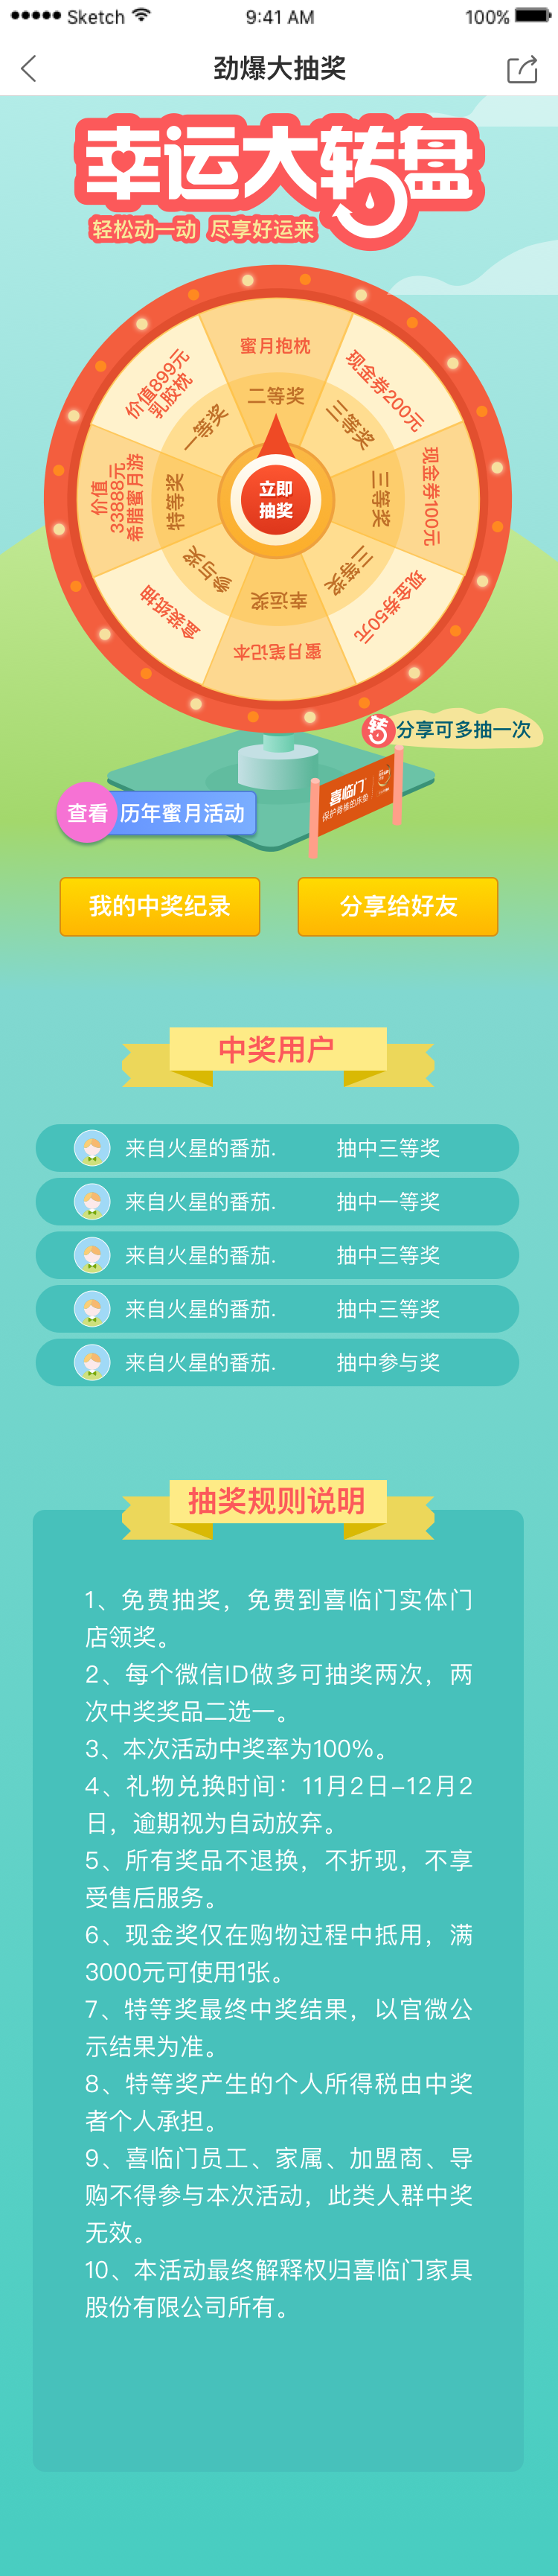 Sketch 9:41 AM 100%
劲爆大抽奖
幸运大转盘
轻松动一动 尽享好运来
蜜月抱枕
二等奖
现金券200元
三等奖
现金券100元
三等奖
现金券50元
三等奖
蜜月笔记本
幸运奖
盒装纸抽
参与奖
价值
33888元
希腊蜜月游
特等奖
价值899元
乳胶枕
一等奖
立即
抽奖
转 分享可多抽一次
喜临门
保护脊椎的床垫
查看 历年蜜月活动
我的中奖纪录 分享给好友
中奖用户
来自火星的番茄. 抽中三等奖
来自火星的番茄. 抽中一等奖
来自火星的番茄. 抽中三等奖
来自火星的番茄. 抽中三等奖
来自火星的番茄. 抽中参与奖
抽奖规则说明
1、免费抽奖，免费到喜临门实体门
店领奖。
2、每个微信ID做多可抽奖两次，两
次中奖奖品二选一。
3、本次活动中奖率为100%。
4、礼物兑换时间：11月2日-12月2
日，逾期视为自动放弃。
5、所有奖品不退换，不折现，不享
受售后服务。
6、现金奖仅在购物过程中抵用，满
3000元可使用1张。
7、特等奖最终中奖结果，以官微公
示结果为准。
8、特等奖产生的个人所得税由中奖
者个人承担。
9、喜临门员工、家属、加盟商、导
购不得参与本次活动，此类人群中奖
无效。
10、本活动最终解释权归喜临门家具
股份有限公司所有。